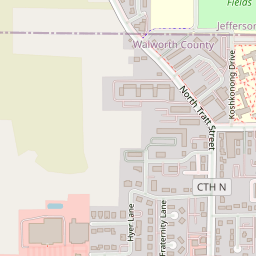 Fields
Jefferson
Walworth County
Koshkonong Drive
North Tratt Street
CTH N
Hyer Lane
Fraternity Lane